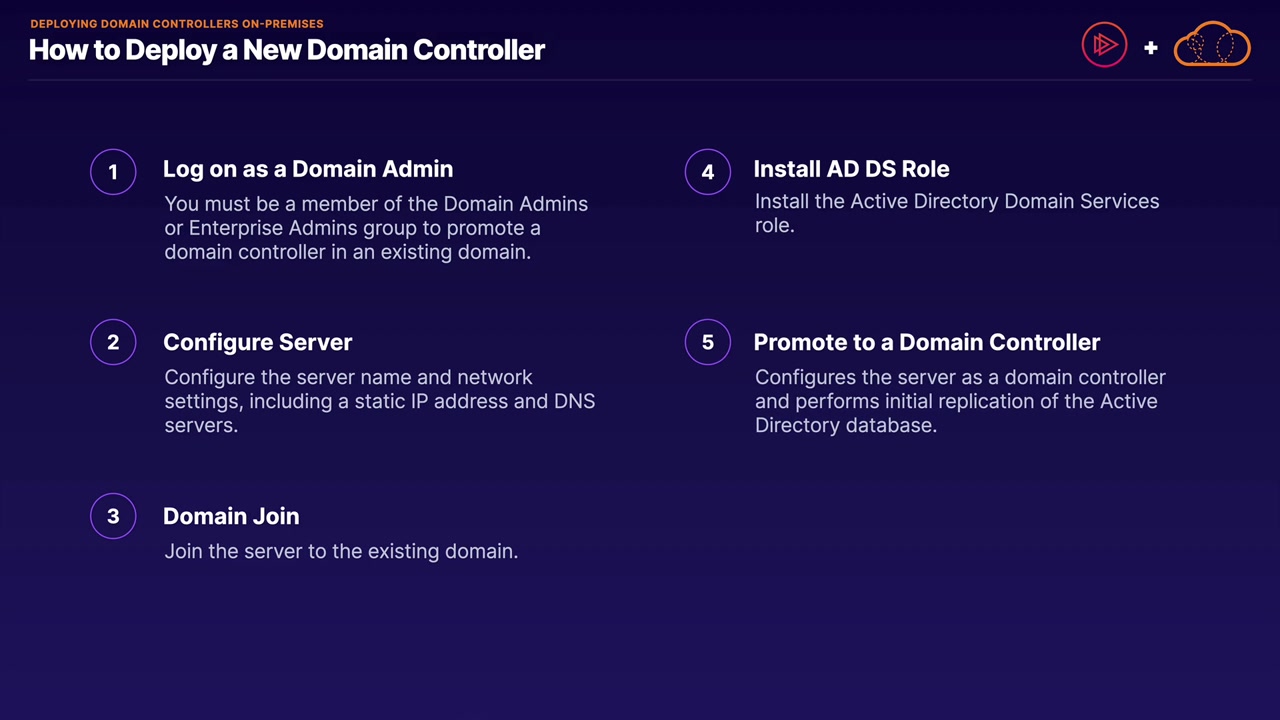 DEPLOYING DOMAIN CONTROLLERS ON-PREMISES
How to Deploy a New Domain Controller
+
1
Log on as a Domain Admin
You must be a member of the Domain Admins
or Enterprise Admins group to promote a
domain controller in an existing domain.
2
Configure Server
Configure the server name and network
settings, including a static IP address and DNS
servers.
3
Domain Join
Join the server to the existing domain.
4
Install AD DS Role
Install the Active Directory Domain Services
role.
5
Promote to a Domain Controller
Configures the server as a domain controller
and performs initial replication of the Active
Directory database.